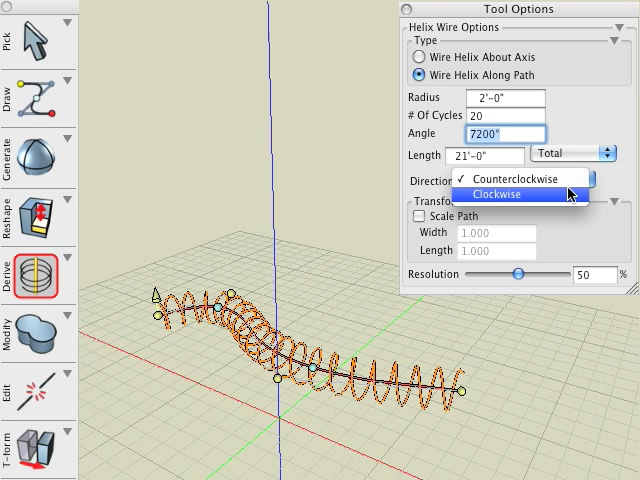 Tool Options
Helix Wire Options
Type
Wire Helix About Axis
Wire Helix Along Path
Radius 2'-0"
# Of Cycles 20
Angle 7200°
Length 21'-0" Total
Direction
✓ Counterclockwise
Clockwise
Transfo
Scale Path
Width 1.000
Length 1.000
Resolution 50 %
Pick
Draw
Generate
Reshape
Derive
Modify
Edit
T-form